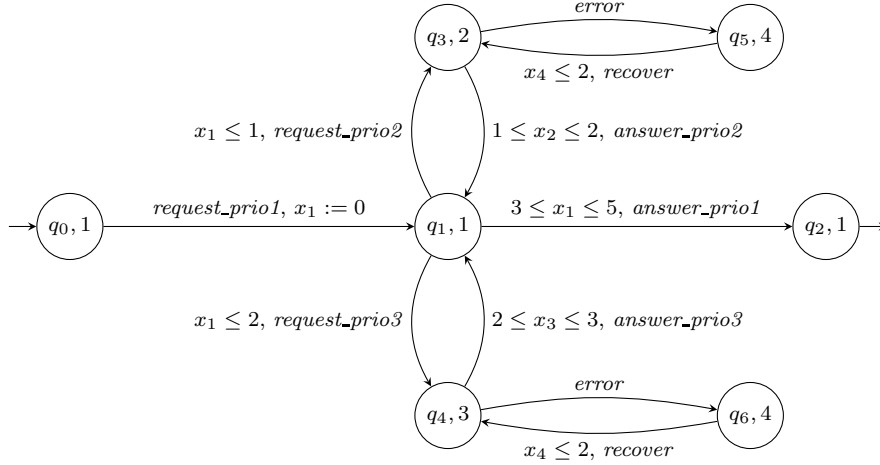 error
q₃, 2
q₅, 4
x₄ ≤ 2, recover
x₁ ≤ 1, request_prio2
1 ≤ x₂ ≤ 2, answer_prio2
request_prio1, x₁ := 0
3 ≤ x₁ ≤ 5, answer_prio1
q₀, 1
q₁, 1
q₂, 1
x₁ ≤ 2, request_prio3
2 ≤ x₃ ≤ 3, answer_prio3
error
q₄, 3
q₆, 4
x₄ ≤ 2, recover